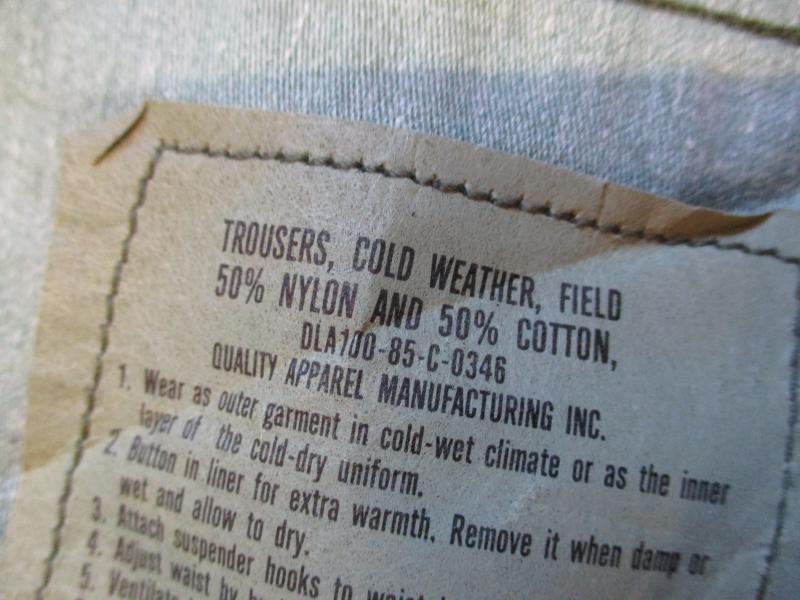 TROUSERS, COLD WEATHER, FIELD
50% NYLON AND 50% COTTON,
DLA100-85-C-0346
QUALITY APPAREL MANUFACTURING INC.
1. Wear as outer garment in cold-wet climate or as the inner
layer of the cold-dry uniform.
2. Button in liner for extra warmth. Remove it when damp or
wet and allow to dry.
3. Attach suspender hooks to
4. Adjust waist by
5. Ventilate